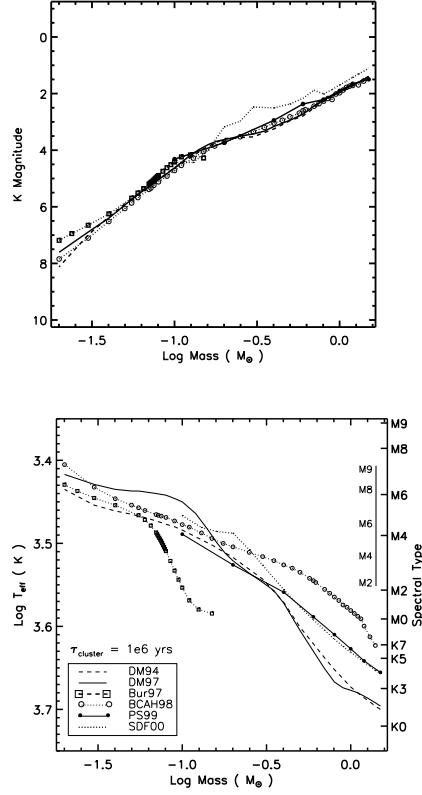 0
2
4
6
8
10
K Magnitude
−1.5 −1.0 −0.5 0.0
Log Mass ( M⊙ )
3.4
3.5
3.6
3.7
Log Teff ( K )
M9
M8
M6
M4
M2
M0
K7
K5
K3
K0
Spectral Type
M9
M8
M6
M4
M2
τcluster = 1e6 yrs
DM94
DM97
Bur97
BCAH98
PS99
SDF00
−1.5 −1.0 −0.5 0.0
Log Mass ( M⊙ )